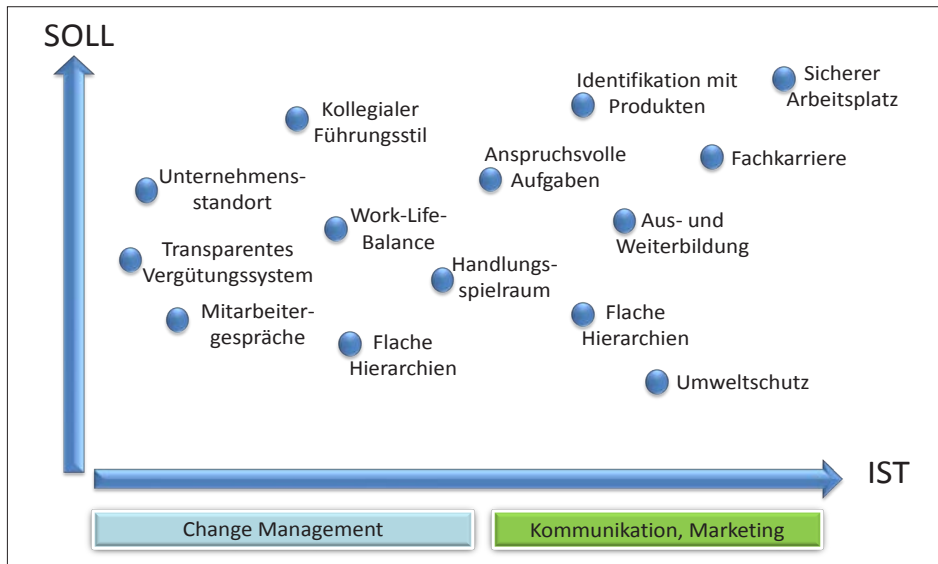 SOLL
Identifikation mit
Produkten
Sicherer
Arbeitsplatz
Kollegialer
Führungsstil
Anspruchsvolle
Aufgaben
Fachkarriere
Unternehmens-
standort
Work-Life-
Balance
Aus- und
Weiterbildung
Transparentes
Vergütungssystem
Handlungs-
spielraum
Mitarbeiter-
gespräche
Flache
Hierarchien
Flache
Hierarchien
Umweltschutz
IST
Change Management
Kommunikation, Marketing